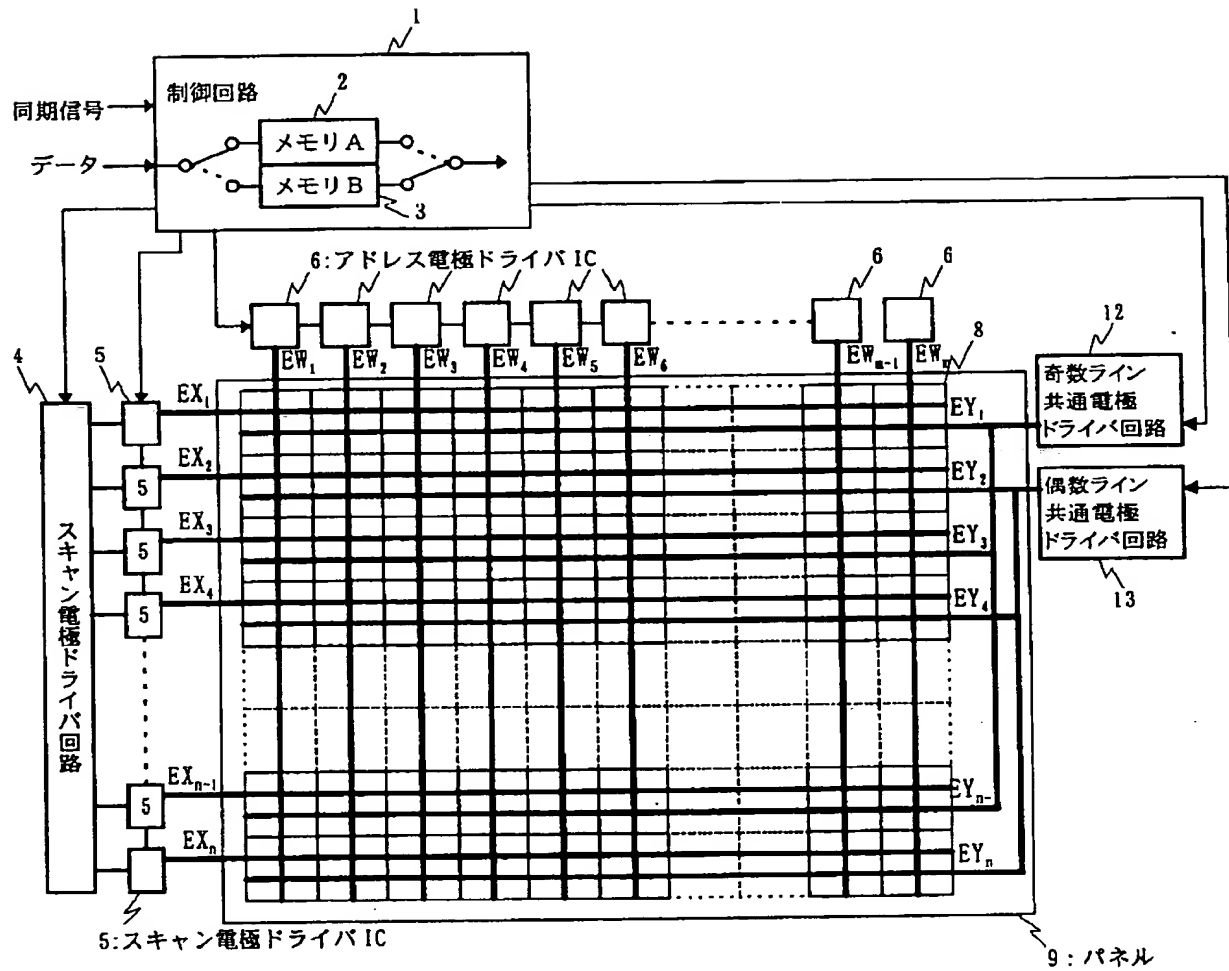 1
制御回路
2
同期信号
メモリA
データ
メモリB
3
6:アドレス電極ドライバIC
6
6
8
12
4
5
EW₁
EW₂
EW₃
EW₄
EW₅
EW₆
EWₘ₋₁
奇数ライン
共通電極
ドライバ回路
EX₁
EY₁
EX₂
EY₂
5
偶数ライン
共通電極
ドライバ回路
EX₃
EY₃
5
13
EX₄
EY₄
5
スキャン電極ドライバ回路
EXₙ₋₁
EYₙ₋
5
EXₙ
EYₙ
5:スキャン電極ドライバIC
9:パネル